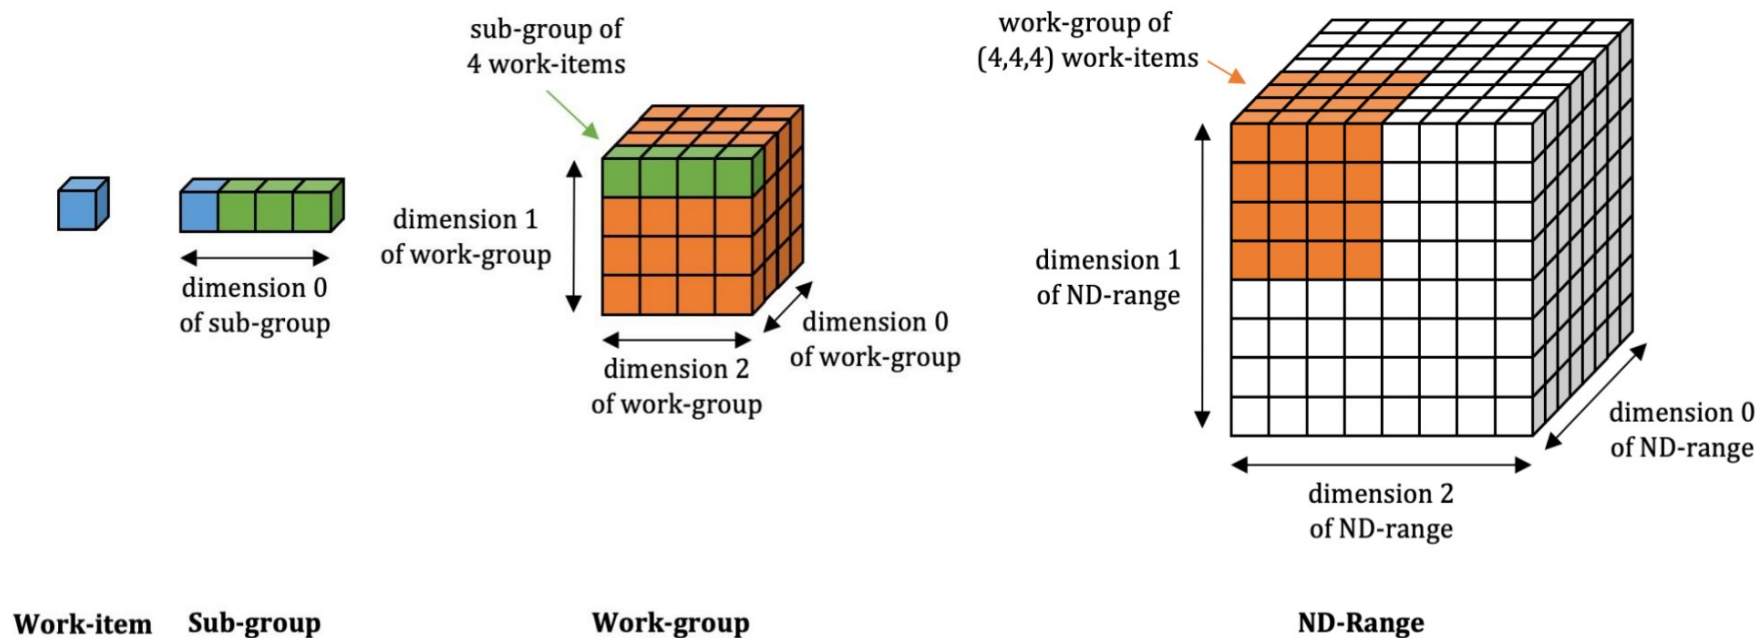 sub-group of
4 work-items
work-group of
(4,4,4) work-items
dimension 1
of work-group
dimension 0
of sub-group
dimension 0
of work-group
dimension 2
of work-group
dimension 1
of ND-range
dimension 0
of ND-range
dimension 2
of ND-range
Work-item
Sub-group
Work-group
ND-Range